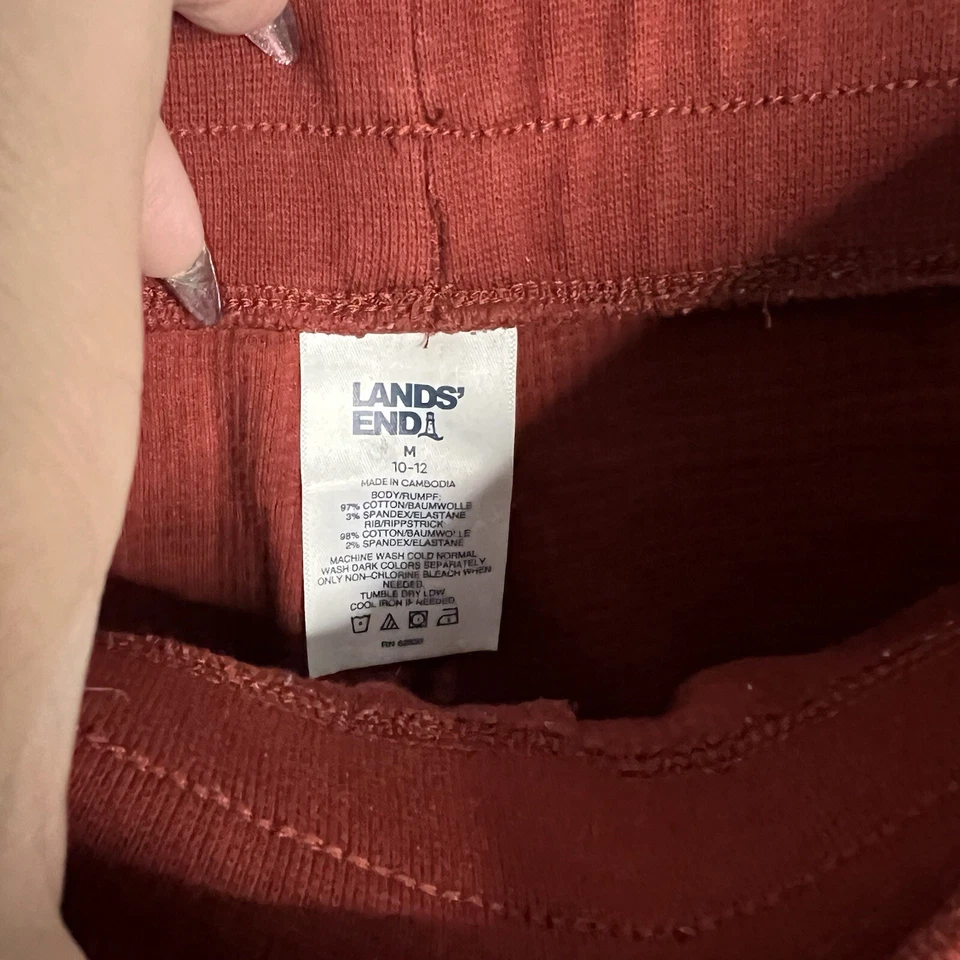 LANDS'
END
M
10-12
MADE IN CAMBODIA
BODY/RUMPF:
97% COTTON/BAUMWOLLE
3% SPANDEX/ELASTANE
RIB/RIPPSTRICK:
98% COTTON/BAUMWOLLE
2% SPANDEX/ELASTANE
MACHINE WASH COLD NORMAL
WASH DARK COLORS SEPARATELY
ONLY NON-CHLORINE BLEACH WHEN
NEEDED.
TUMBLE DRY LOW
COOL IRON IF NEEDED
RN